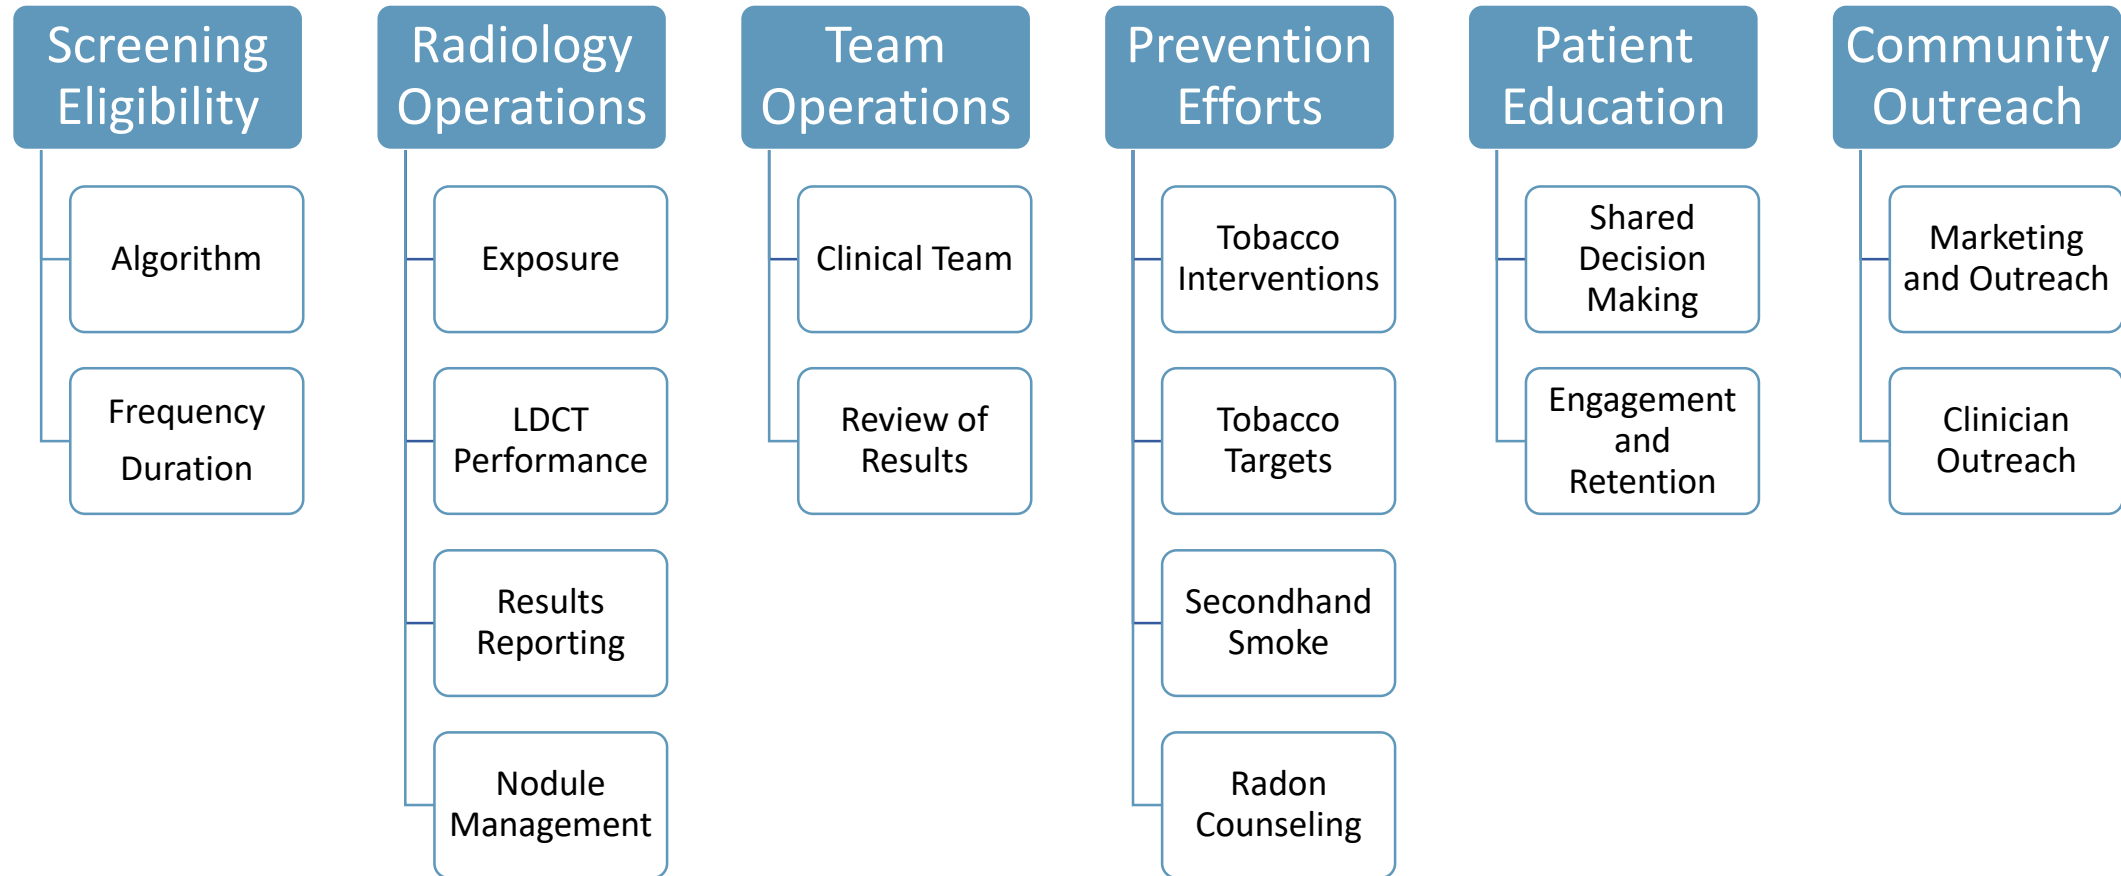 Screening
Eligibility
Algorithm
Frequency
Duration
Radiology
Operations
Exposure
LDCT
Performance
Results
Reporting
Nodule
Management
Team
Operations
Clinical Team
Review of
Results
Prevention
Efforts
Tobacco
Interventions
Tobacco
Targets
Secondhand
Smoke
Radon
Counseling
Patient
Education
Shared
Decision
Making
Engagement
and
Retention
Community
Outreach
Marketing
and Outreach
Clinician
Outreach